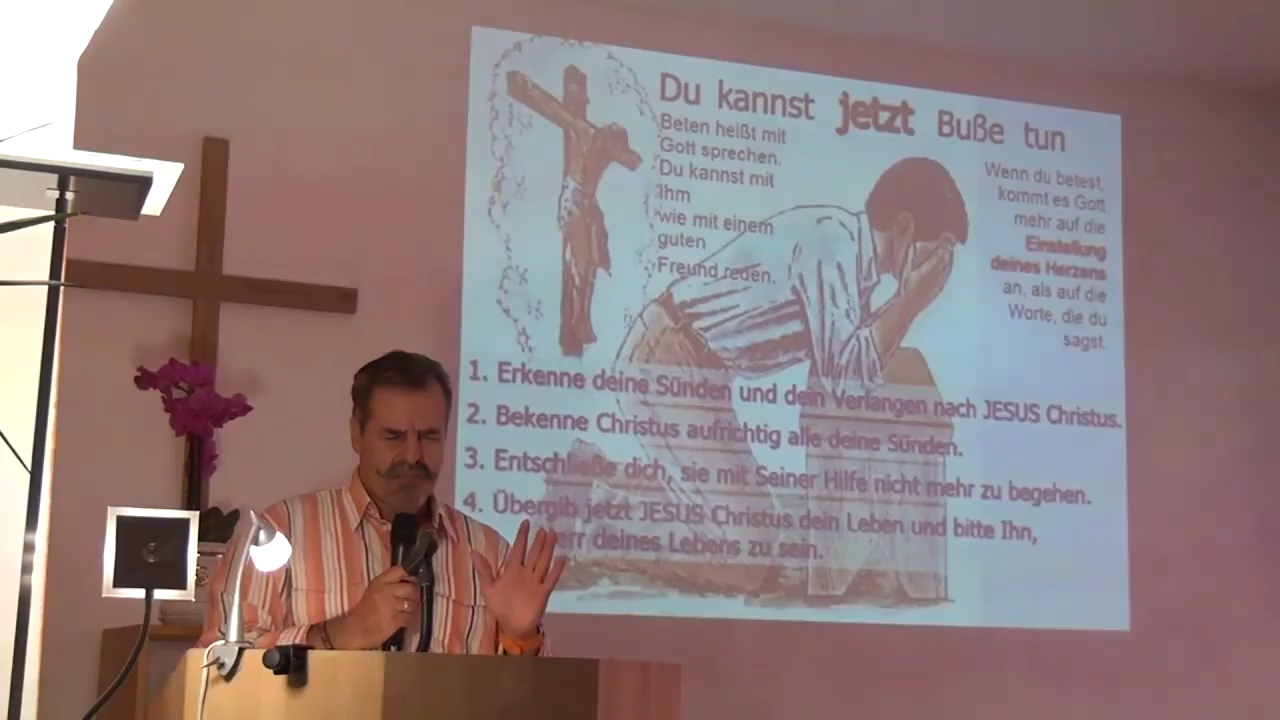 Du kannst jetzt Buße tun
Beten heißt mit
Gott sprechen.
Du kannst mit
Ihm
wie mit einem
guten
Freund reden.
Wenn du betest,
kommt es Gott
mehr auf die
Einstellung
deines Herzens
an, als auf die
Worte, die du
sagst.
1. Erkenne deine Sünden und dein Verlangen nach JESUS Christus.
2. Bekenne Christus aufrichtig alle deine Sünden.
3. Entschließe dich, sie mit Seiner Hilfe nicht mehr zu begehen.
4. Übergib jetzt JESUS Christus dein Leben und bitte Ihn,
deines Lebens zu sein.